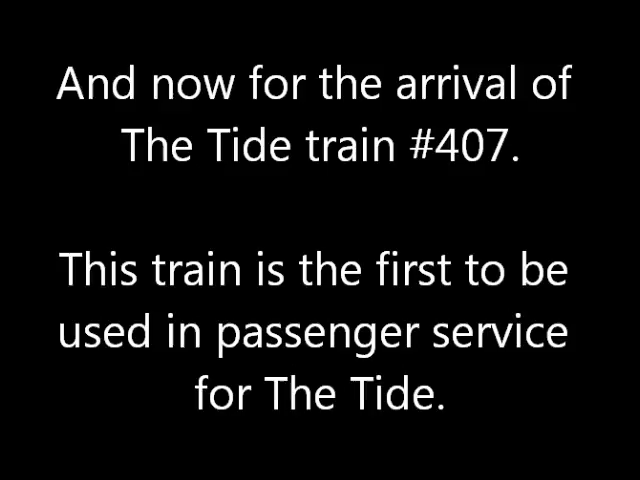 And now for the arrival of
The Tide train #407.
This train is the first to be
used in passenger service
for The Tide.